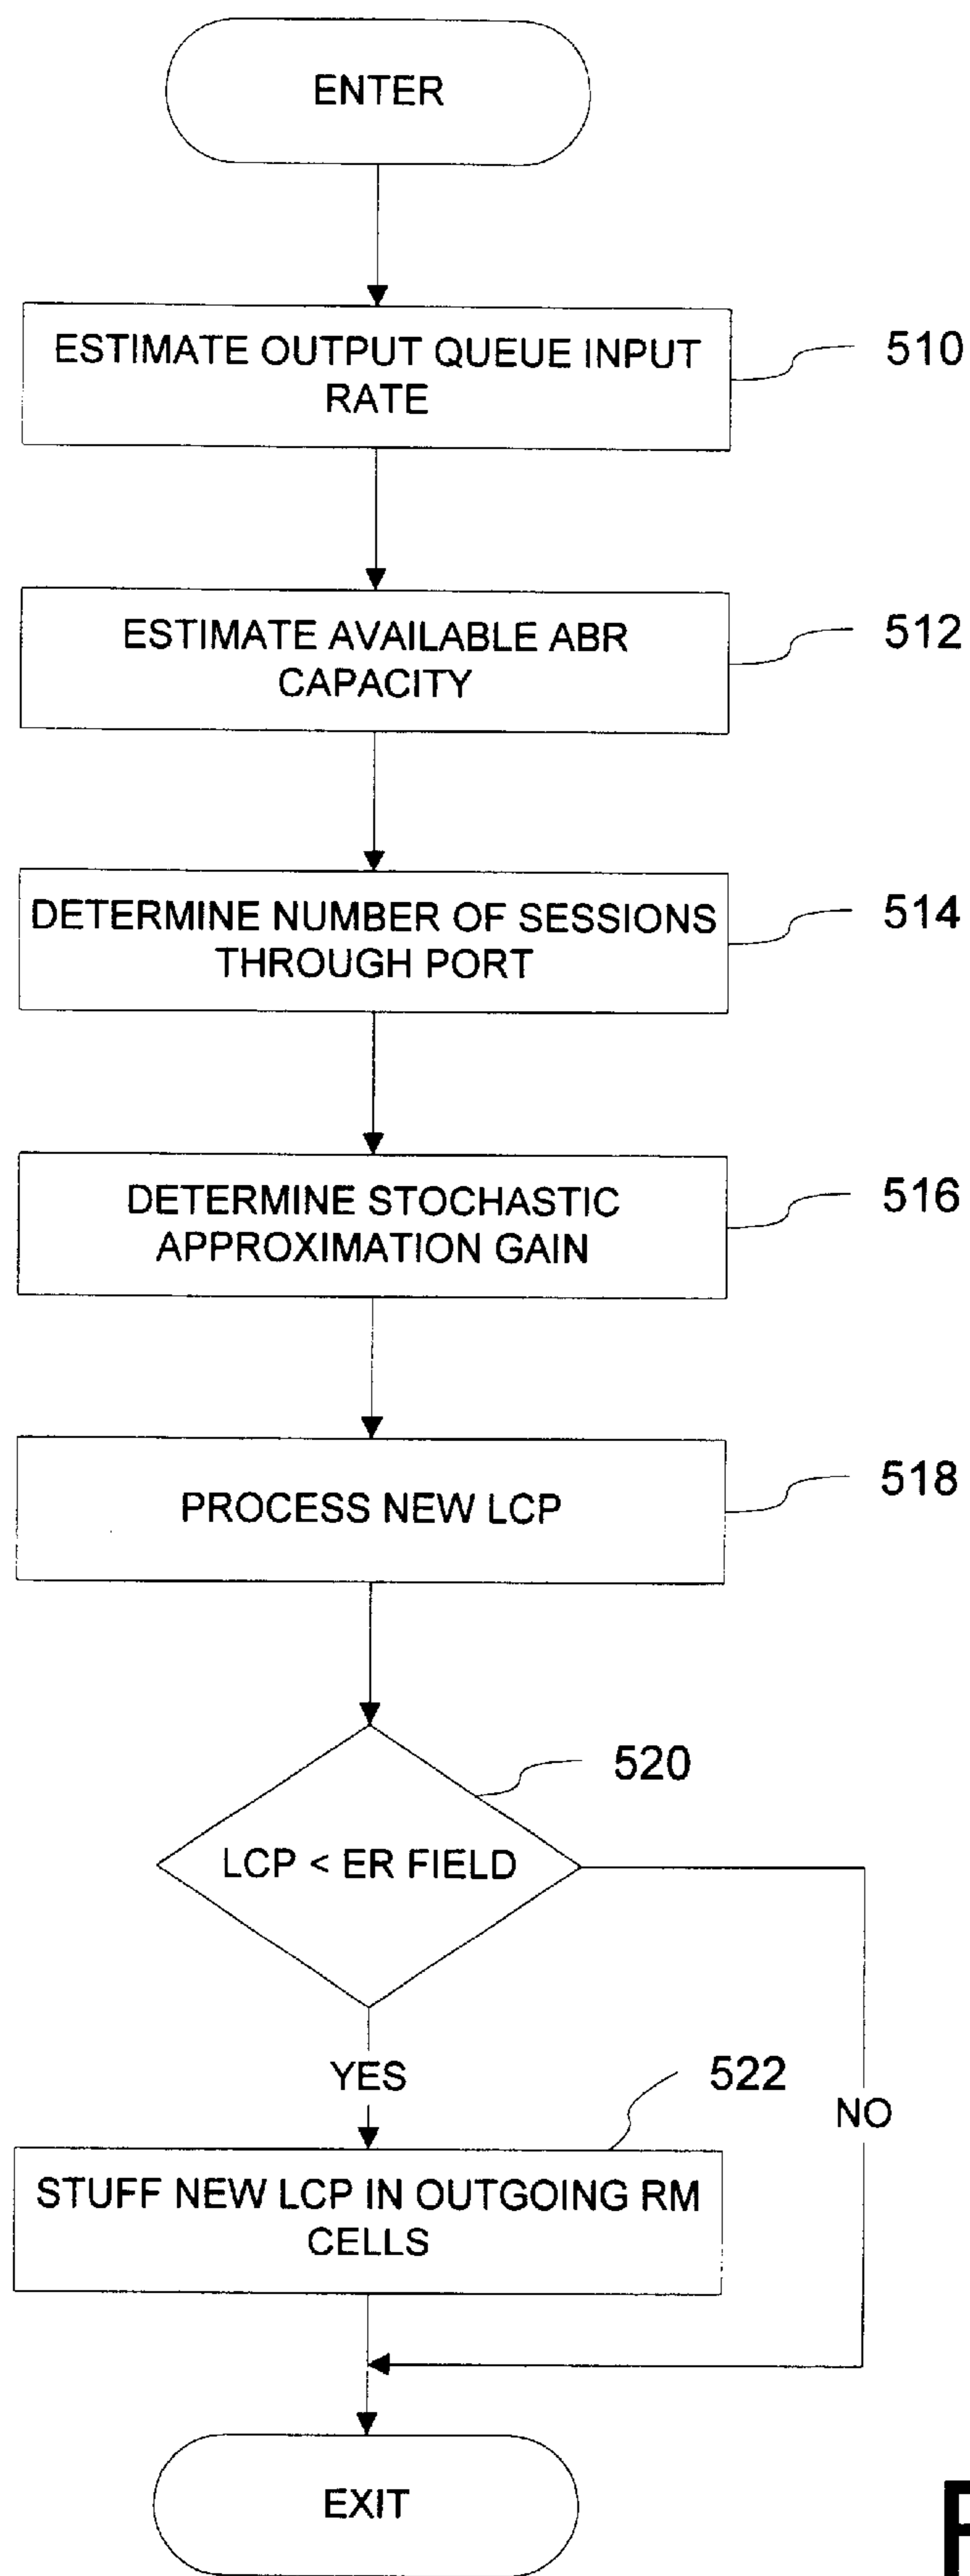 ENTER
ESTIMATE OUTPUT QUEUE INPUT
RATE
510
ESTIMATE AVAILABLE ABR
CAPACITY
512
DETERMINE NUMBER OF SESSIONS
THROUGH PORT
514
DETERMINE STOCHASTIC
APPROXIMATION GAIN
516
PROCESS NEW LCP
518
520
LCP < ER FIELD
YES
522
NO
STUFF NEW LCP IN OUTGOING RM
CELLS
EXIT